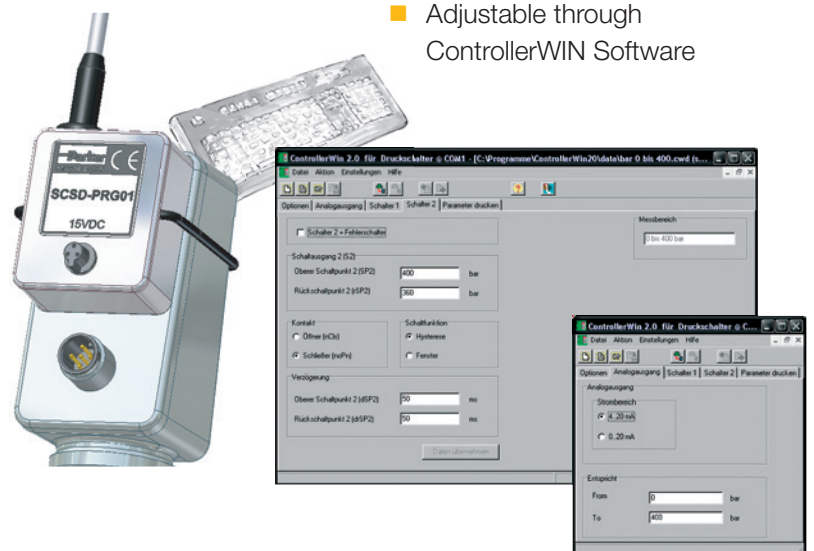 Adjustable through
ControllerWIN Software
Parker CE
SCSD-PRG01
15VDC
ControllerWin 2.0 für Druckschalter @ COM1 - [C:\Programme\ControllerWin20\data\bar 0 bis 400.cwd (s...
Datei Aktion Einstellungen Hilfe
Optionen Analogausgang Schalter 1 Schalter 2 Parameter drucken
Schalter 2 = Fehlerschalter
Messbereich
0 bis 400 bar
Schaltausgang 2 (S2)
Oberer Schaltpunkt 2 (SP2) 400 bar
Rückschaltpunkt 2 (rSP2) 360 bar
Kontakt Schaltfunktion
Öffner (nCls) Hysterese
Schließer (noPn) Fenster
Verzögerung
Oberer Schaltpunkt 2 (dSP2) 50 ms
Rückschaltpunkt 2 (drSP2) 50 ms
Daten übernehmen
ControllerWin 2.0 für Druckschalter @ C...
Datei Aktion Einstellungen Hilfe
Optionen Analogausgang Schalter 1 Schalter 2 Parameter drucken
Analogausgang
Strombereich
4..20 mA
0..20 mA
Entspricht
From 0 bar
To 400 bar